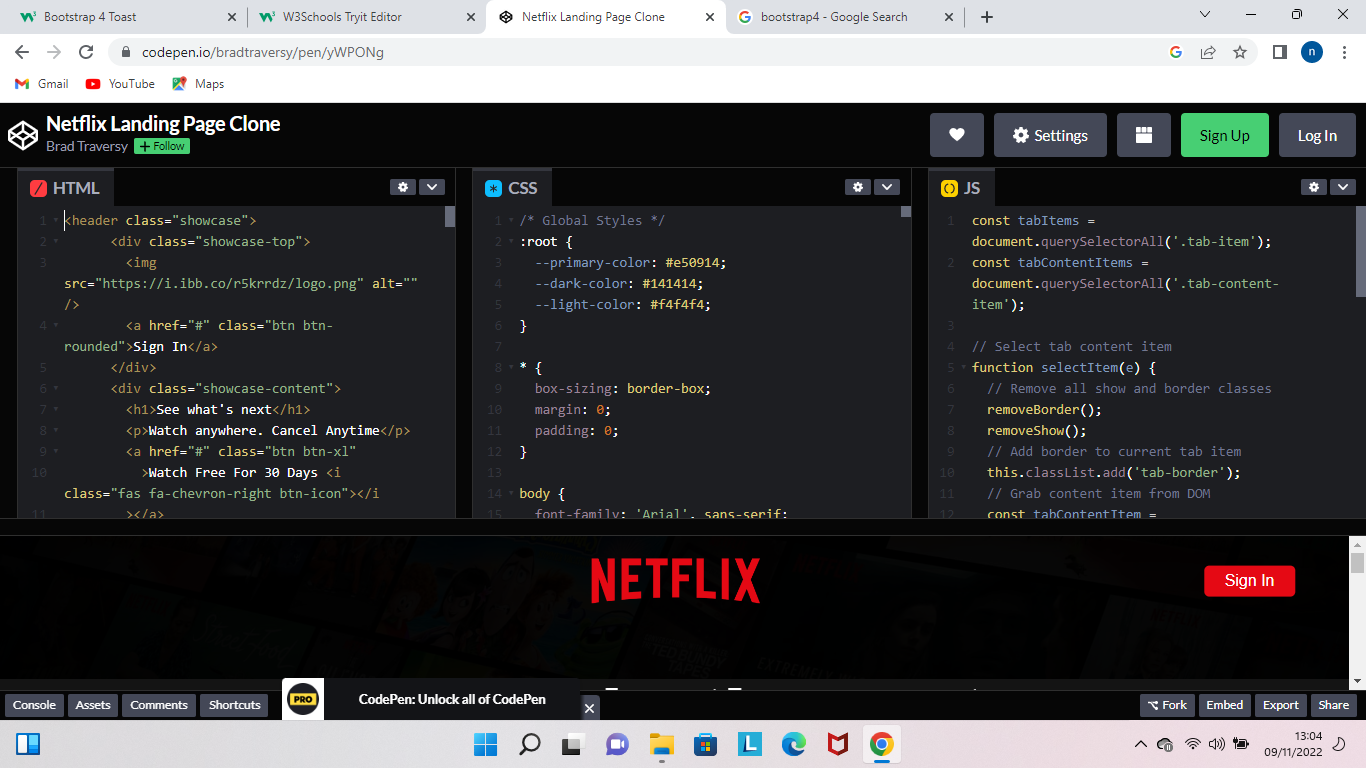 Bootstrap 4 Toast
W3Schools Tryit Editor
Netflix Landing Page Clone
bootstrap4 - Google Search
codepen.io/bradtraversy/pen/yWPONg
n
Gmail
YouTube
Maps
Netflix Landing Page Clone
Brad Traversy
+ Follow
Settings
Sign Up
Log In
HTML
1 <header class="showcase">
2 <div class="showcase-top">
3 <img
src="https://i.ibb.co/r5krrdz/logo.png" alt=""
/>
4 <a href="#" class="btn btn-
rounded">Sign In</a>
5 </div>
6 <div class="showcase-content">
7 <h1>See what's next</h1>
8 <p>Watch anywhere. Cancel Anytime</p>
9 <a href="#" class="btn btn-xl"
10 >Watch Free For 30 Days <i
class="fas fa-chevron-right btn-icon"></i
11 ></a>
CSS
1 /* Global Styles */
2 :root {
3 --primary-color: #e50914;
4 --dark-color: #141414;
5 --light-color: #f4f4f4;
6 }
7
8 * {
9 box-sizing: border-box;
10 margin: 0;
11 padding: 0;
12 }
13
14 body {
15 font-family: 'Arial', sans-serif;
JS
1 const tabItems =
document.querySelectorAll('.tab-item');
2 const tabContentItems =
document.querySelectorAll('.tab-content-
item');
3
4 // Select tab content item
5 function selectItem(e) {
6 // Remove all show and border classes
7 removeBorder();
8 removeShow();
9 // Add border to current tab item
10 this.classList.add('tab-border');
11 // Grab content item from DOM
12 const tabContentItem =
NETFLIX
Sign In
Console
Assets
Comments
Shortcuts
PRO
CodePen: Unlock all of CodePen
Fork
Embed
Export
Share
L
13:04
09/11/2022